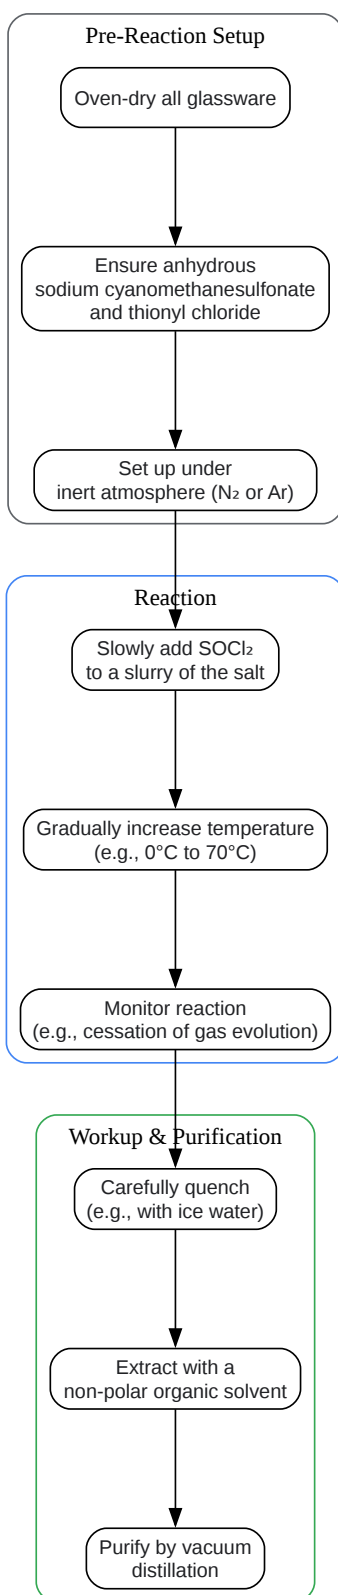 Pre-Reaction Setup
Oven-dry all glassware
Ensure anhydrous
sodium cyanomethanesulfonate
and thionyl chloride
Set up under
inert atmosphere (N₂ or Ar)
Reaction
Slowly add SOCl₂
to a slurry of the salt
Gradually increase temperature
(e.g., 0°C to 70°C)
Monitor reaction
(e.g., cessation of gas evolution)
Workup & Purification
Carefully quench
(e.g., with ice water)
Extract with a
non-polar organic solvent
Purify by vacuum
distillation